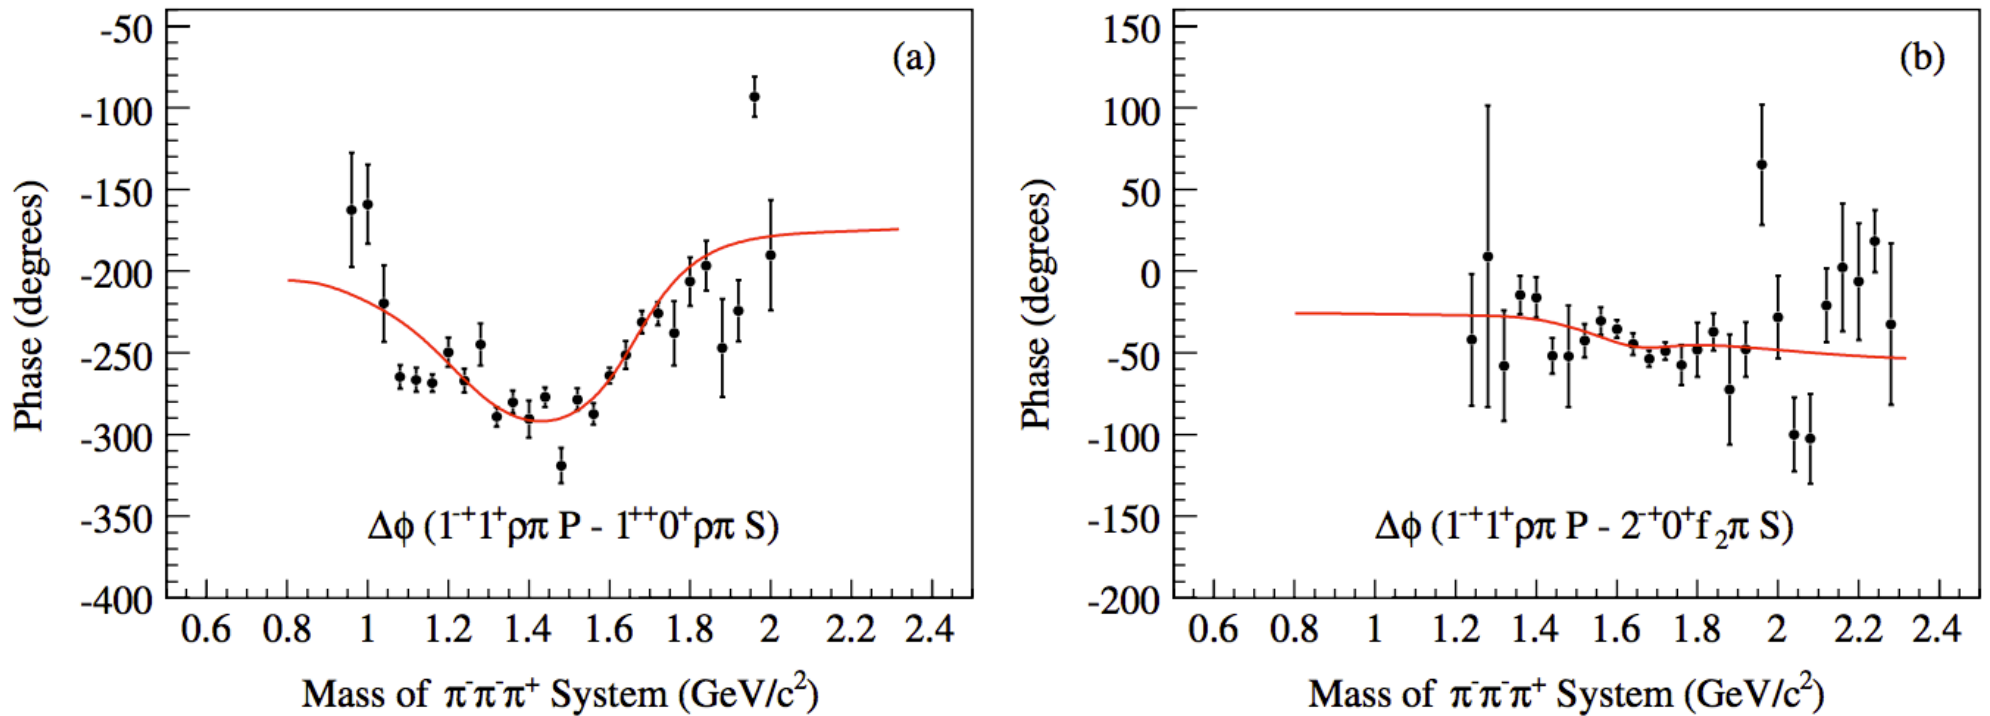 (a)
Phase (degrees)
-50
-100
-150
-200
-250
-300
-350
-400
Δϕ (1⁻⁺1⁺ρπ P - 1⁺⁺0⁺ρπ S)
0.6 0.8 1 1.2 1.4 1.6 1.8 2 2.2 2.4
Mass of π⁻π⁻π⁺ System (GeV/c²)
(b)
Phase (degrees)
150
100
50
0
-50
-100
-150
-200
Δϕ (1⁻⁺1⁺ρπ P - 2⁻⁺0⁺f₂π S)
0.6 0.8 1 1.2 1.4 1.6 1.8 2 2.2 2.4
Mass of π⁻π⁻π⁺ System (GeV/c²)